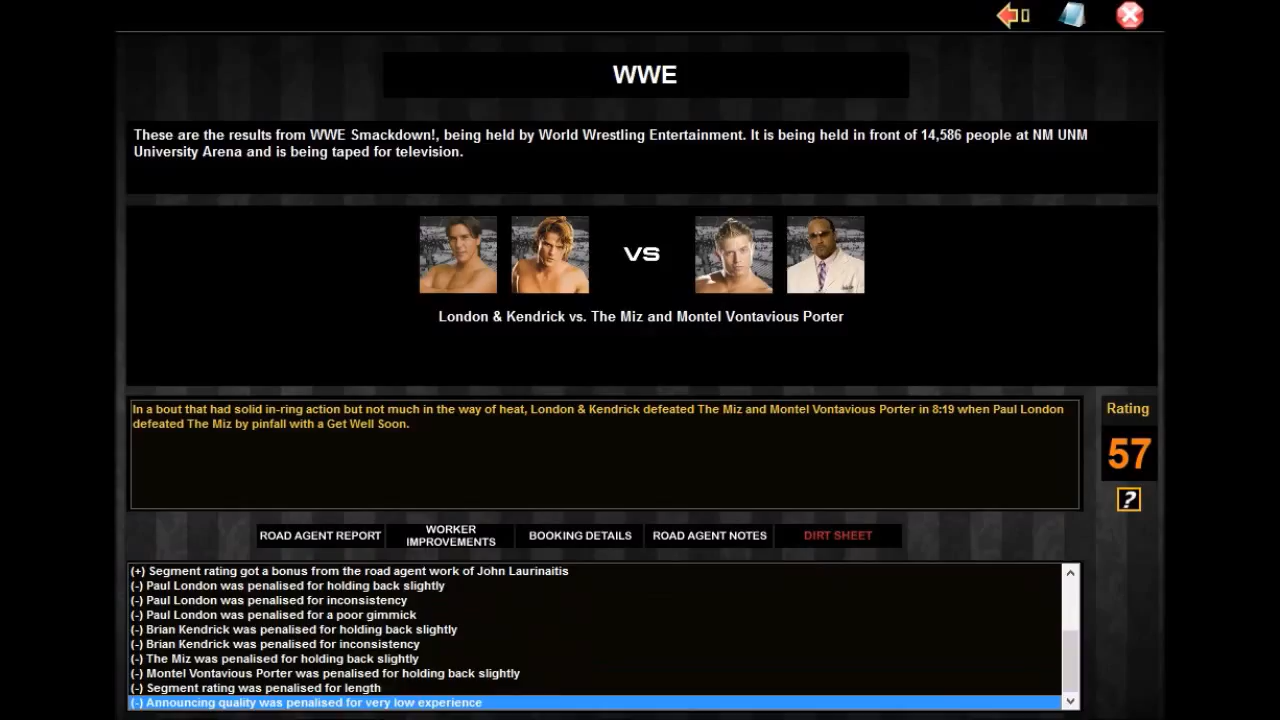 WWE
These are the results from WWE Smackdown!, being held by World Wrestling Entertainment. It is being held in front of 14,586 people at NM UNM
University Arena and is being taped for television.
VS
London & Kendrick vs. The Miz and Montel Vontavious Porter
In a bout that had solid in-ring action but not much in the way of heat, London & Kendrick defeated The Miz and Montel Vontavious Porter in 8:19 when Paul London
defeated The Miz by pinfall with a Get Well Soon.
Rating
57
?
ROAD AGENT REPORT
WORKER
IMPROVEMENTS
BOOKING DETAILS
ROAD AGENT NOTES
DIRT SHEET
(+) Segment rating got a bonus from the road agent work of John Laurinaitis
(-) Paul London was penalised for holding back slightly
(-) Paul London was penalised for inconsistency
(-) Paul London was penalised for a poor gimmick
(-) Brian Kendrick was penalised for holding back slightly
(-) Brian Kendrick was penalised for inconsistency
(-) The Miz was penalised for holding back slightly
(-) Montel Vontavious Porter was penalised for holding back slightly
(-) Segment rating was penalised for length
(-) Announcing quality was penalised for very low experience